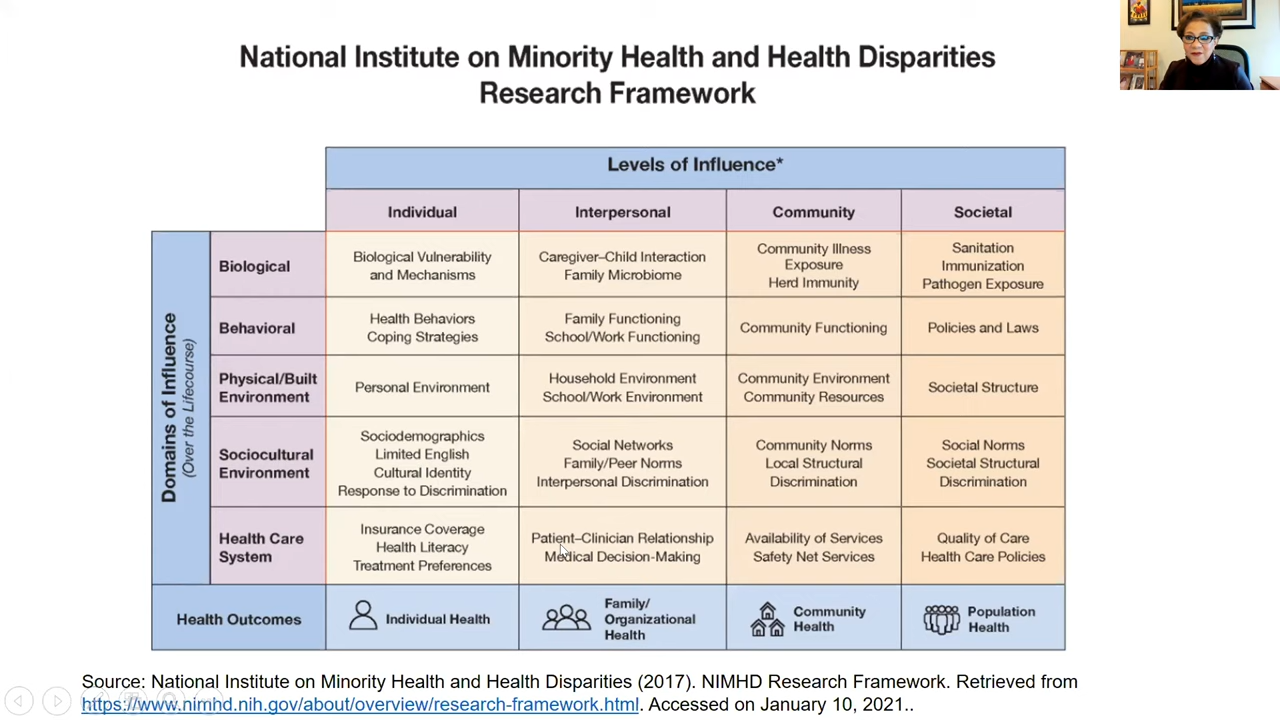 National Institute on Minority Health and Health Disparities
Research Framework
Levels of Influence*
Individual
Interpersonal
Community
Societal
Domains of Influence
(Over the Lifecourse)
Biological
Biological Vulnerability
and Mechanisms
Caregiver–Child Interaction
Family Microbiome
Community Illness
Exposure
Herd Immunity
Sanitation
Immunization
Pathogen Exposure
Behavioral
Health Behaviors
Coping Strategies
Family Functioning
School/Work Functioning
Community Functioning
Policies and Laws
Physical/Built
Environment
Personal Environment
Household Environment
School/Work Environment
Community Environment
Community Resources
Societal Structure
Sociocultural
Environment
Sociodemographics
Limited English
Cultural Identity
Response to Discrimination
Social Networks
Family/Peer Norms
Interpersonal Discrimination
Community Norms
Local Structural
Discrimination
Social Norms
Societal Structural
Discrimination
Health Care
System
Insurance Coverage
Health Literacy
Treatment Preferences
Patient–Clinician Relationship
Medical Decision-Making
Availability of Services
Safety Net Services
Quality of Care
Health Care Policies
Health Outcomes
Individual Health
Family/
Organizational
Health
Community
Health
Population
Health
Source: National Institute on Minority Health and Health Disparities (2017). NIMHD Research Framework. Retrieved from
https://www.nimhd.nih.gov/about/overview/research-framework.html. Accessed on January 10, 2021..